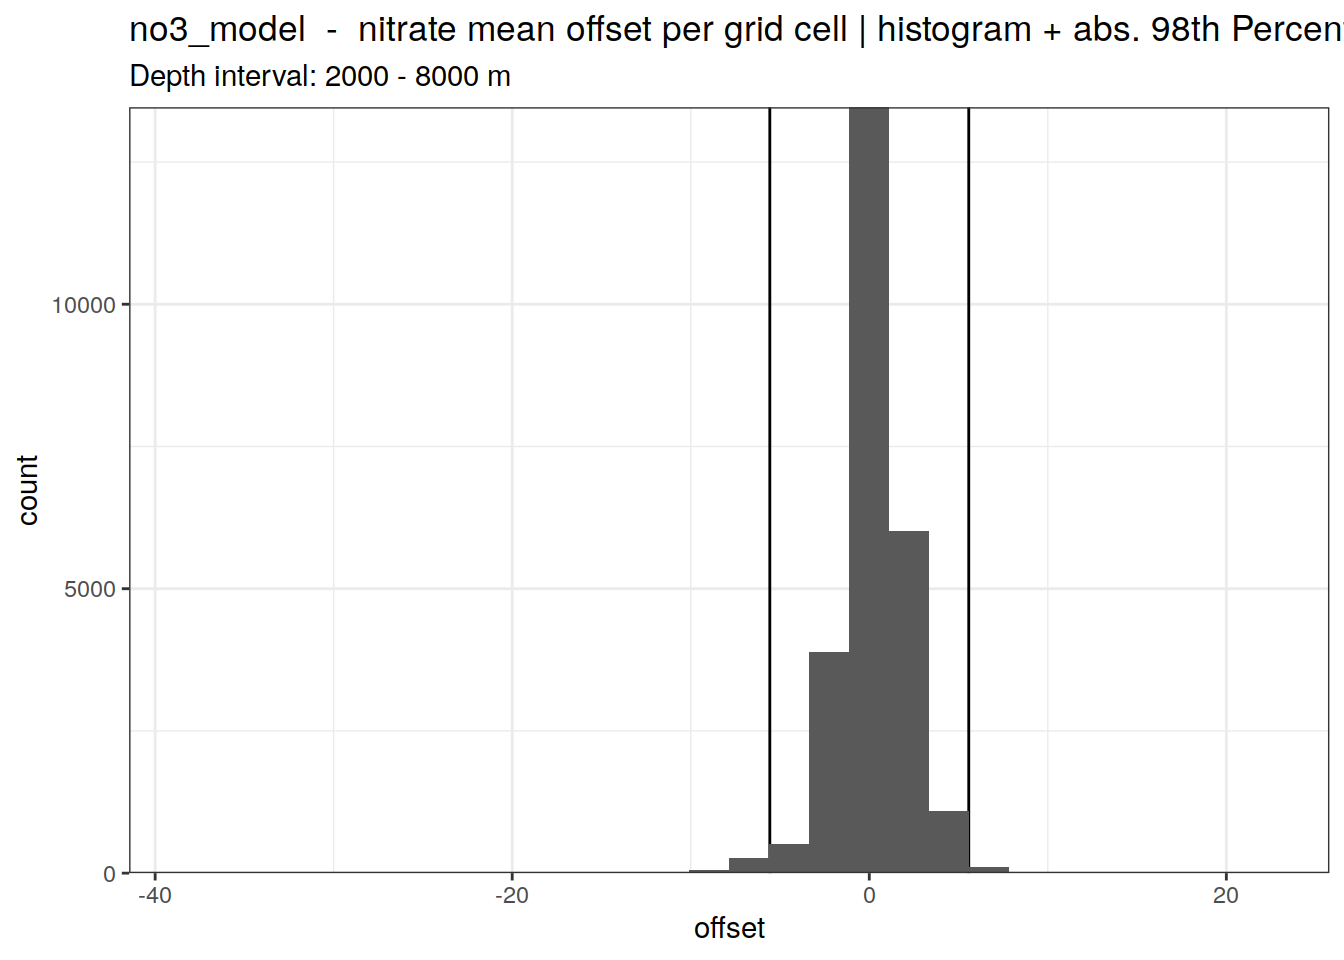 no3_model  -  nitrate mean offset per grid cell | histogram + abs. 98th Percen
Depth interval: 2000 - 8000 m
10000
5000
0
count
-40
-20
0
20
offset